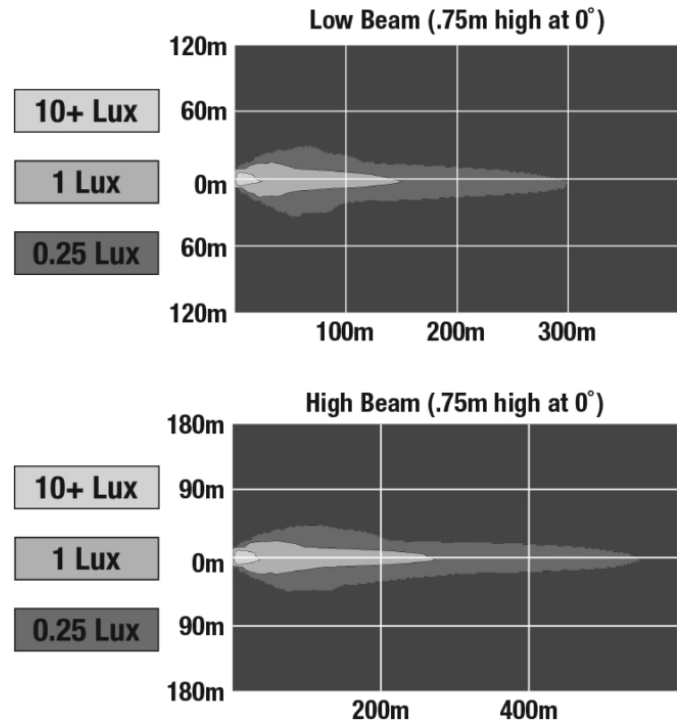 Low Beam (.75m high at 0˚)
120m
10+ Lux
60m
1 Lux
0m
0.25 Lux
60m
120m
100m 200m 300m
High Beam (.75m high at 0˚)
180m
10+ Lux
90m
1 Lux
0m
0.25 Lux
90m
180m
200m 400m